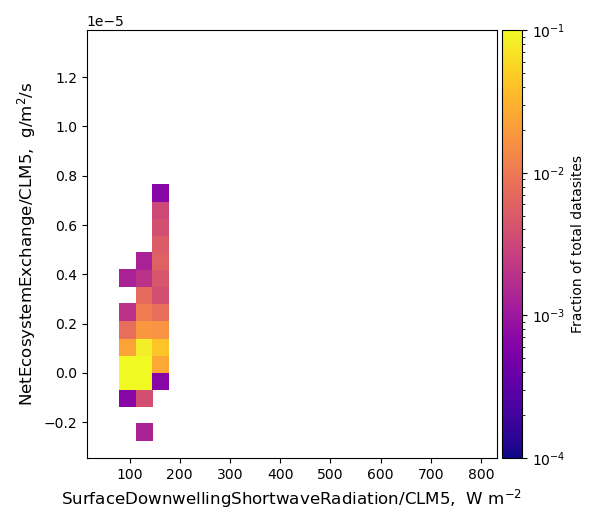 1e−5
1.2
1.0
0.8
0.6
0.4
0.2
0.0
−0.2
NetEcosystemExchange/CLM5, g/m²/s
100 200 300 400 500 600 700 800
SurfaceDownwellingShortwaveRadiation/CLM5, W m⁻²
10⁻¹
10⁻²
10⁻³
10⁻⁴
Fraction of total datasites